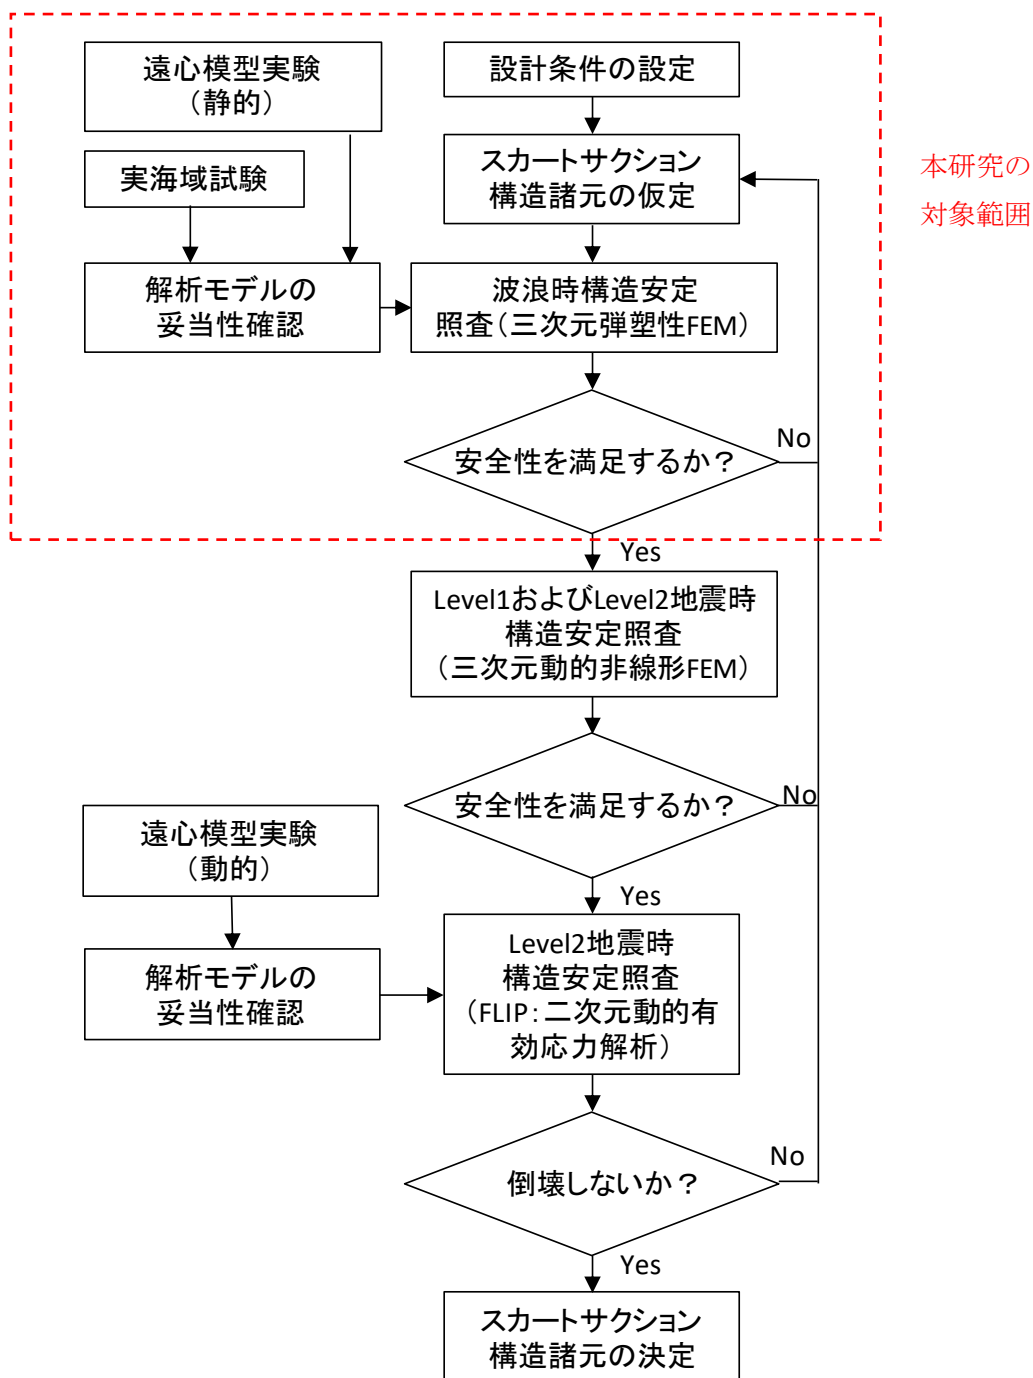 遠心模型実験
（静的）
設計条件の設定
実海域試験
スカートサクション
構造諸元の仮定
本研究の
対象範囲
解析モデルの
妥当性確認
波浪時構造安定
照査（三次元弾塑性FEM）
安全性を満足するか？
No
Yes
Level1およびLevel2地震時
構造安定照査
（三次元動的非線形FEM）
安全性を満足するか？
No
Yes
遠心模型実験
（動的）
解析モデルの
妥当性確認
Level2地震時
構造安定照査
（FLIP：二次元動的有
効応力解析）
倒壊しないか？
No
Yes
スカートサクション
構造諸元の決定